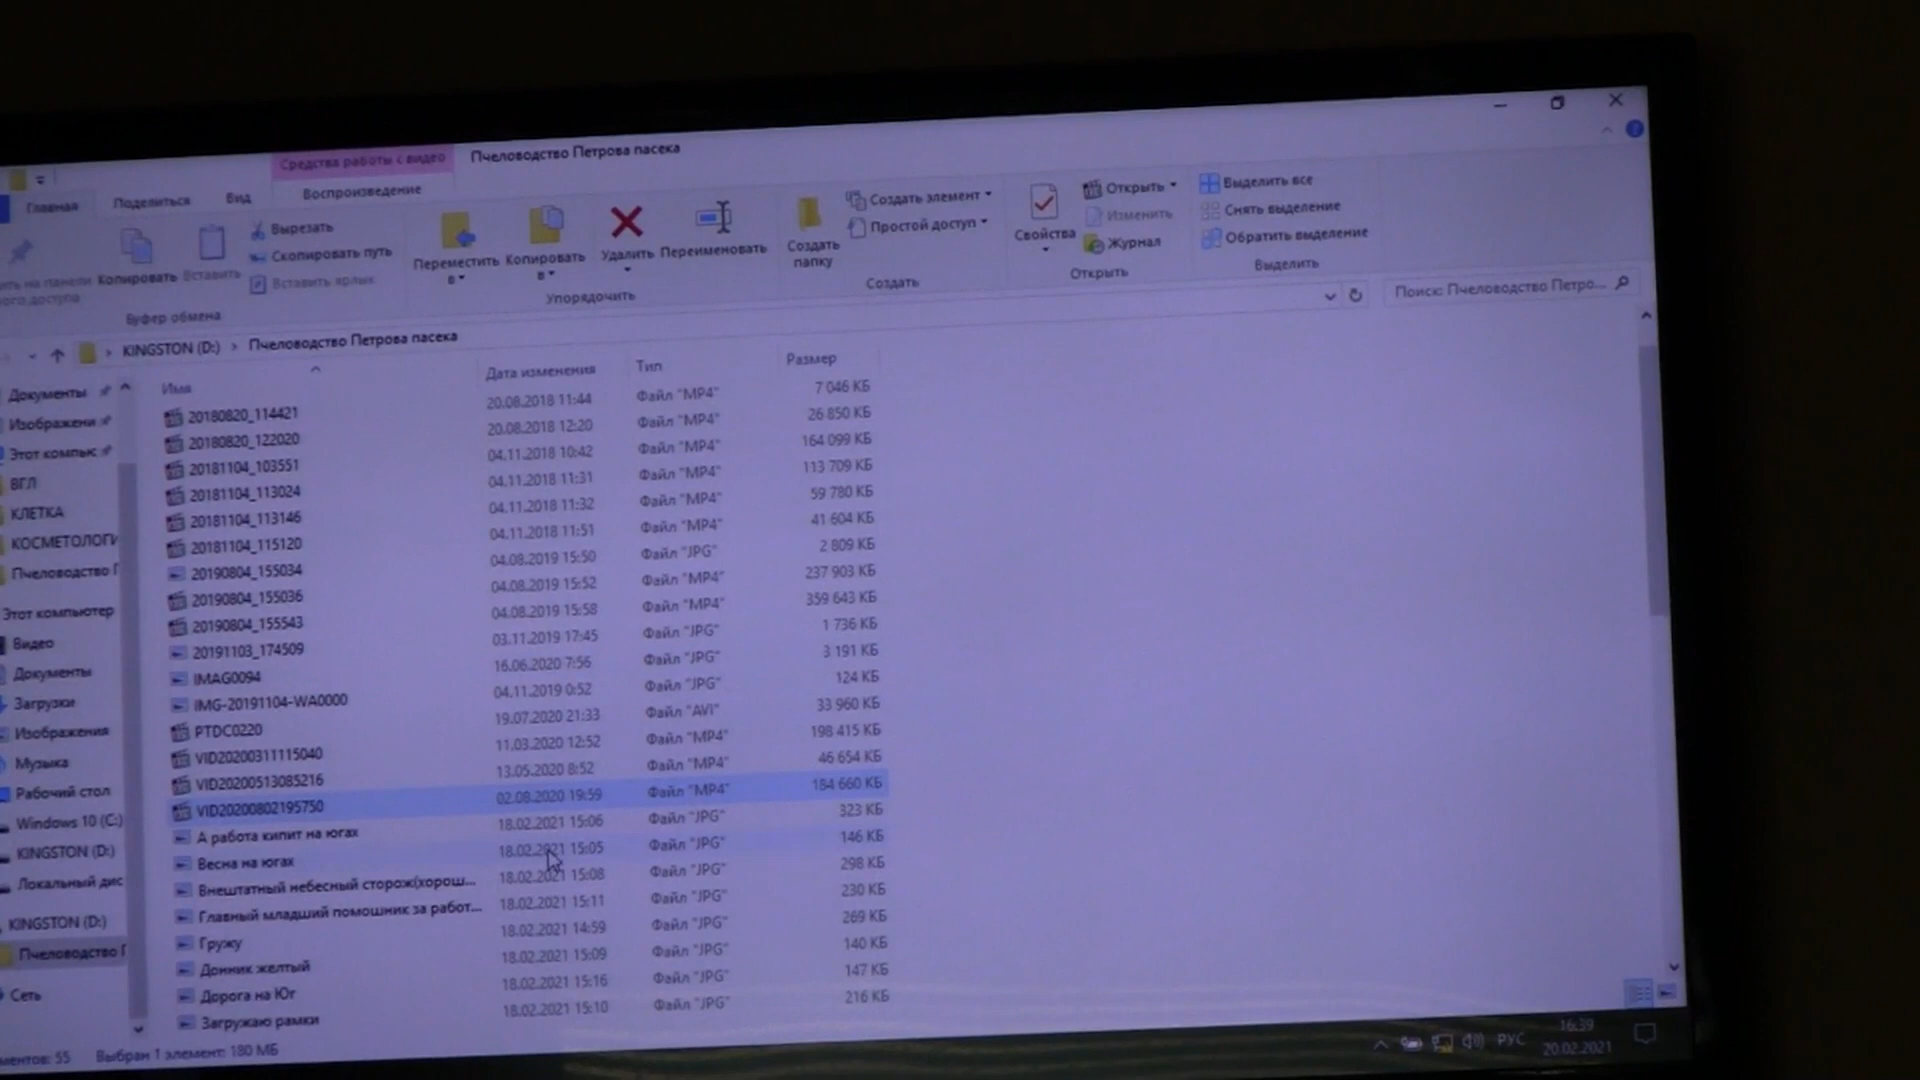 Средства работы с видео
Пчеловодство Петрова пасека
Главная
Поделиться
Вид
Воспроизведение
Копировать
Вставить
Вырезать
Скопировать путь
Вставить ярлык
Буфер обмена
Переместить в
Копировать в
Удалить
Переименовать
Упорядочить
Создать папку
Создать элемент
Простой доступ
Создать
Свойства
Открыть
Изменить
Журнал
Открыть
Выделить все
Снять выделение
Обратить выделение
Выделить
KINGSTON (D:) > Пчеловодство Петрова пасека
Поиск: Пчеловодство Петро...
Документы
Изображени
Этот компьк
ВГЛ
КЛЕТКА
КОСМЕТОЛОГИ
Пчеловодство П
Этот компьютер
Видео
Документы
Загрузки
Изображения
Музыка
Рабочий стол
Windows 10 (C:)
KINGSTON (D:)
Локальный дис
KINGSTON (D:)
Пчеловодство П
Сеть
Имя Дата изменения Тип Размер
20180820_114421 20.08.2018 11:44 Файл "MP4" 7 046 КБ
20180820_122020 20.08.2018 12:20 Файл "MP4" 26 850 КБ
20181104_103551 04.11.2018 10:42 Файл "MP4" 164 099 КБ
20181104_113024 04.11.2018 11:31 Файл "MP4" 113 709 КБ
20181104_113146 04.11.2018 11:32 Файл "MP4" 59 780 КБ
20181104_115120 04.11.2018 11:51 Файл "MP4" 41 604 КБ
20190804_155034 04.08.2019 15:50 Файл "JPG" 2 809 КБ
20190804_155036 04.08.2019 15:52 Файл "MP4" 237 903 КБ
20190804_155543 04.08.2019 15:58 Файл "MP4" 359 643 КБ
20191103_174509 03.11.2019 17:45 Файл "JPG" 1 736 КБ
IMAG0094 16.06.2020 7:56 Файл "JPG" 3 191 КБ
IMG-20191104-WA0000 04.11.2019 0:52 Файл "JPG" 124 КБ
PTDC0220 19.07.2020 21:33 Файл "AVI" 33 960 КБ
VID20200311115040 11.03.2020 12:52 Файл "MP4" 198 415 КБ
VID20200513085216 13.05.2020 8:52 Файл "MP4" 46 654 КБ
VID20200802195750 02.08.2020 19:59 Файл "MP4" 184 660 КБ
А работа кипит на югах 18.02.2021 15:06 Файл "JPG" 323 КБ
Весна на югах 18.02.2021 15:05 Файл "JPG" 146 КБ
Внештатный небесный сторож(хорош... 18.02.2021 15:08 Файл "JPG" 298 КБ
Главный младший помощник за работ... 18.02.2021 15:11 Файл "JPG" 230 КБ
Гружу 18.02.2021 14:59 Файл "JPG" 269 КБ
Донник желтый 18.02.2021 15:09 Файл "JPG" 140 КБ
Дорога на Юг 18.02.2021 15:16 Файл "JPG" 147 КБ
Загружаю рамки 18.02.2021 15:10 Файл "JPG" 216 КБ
ментов: 55 Выбран 1 элемент: 180 МБ
РУС
16:39
20.02.2021